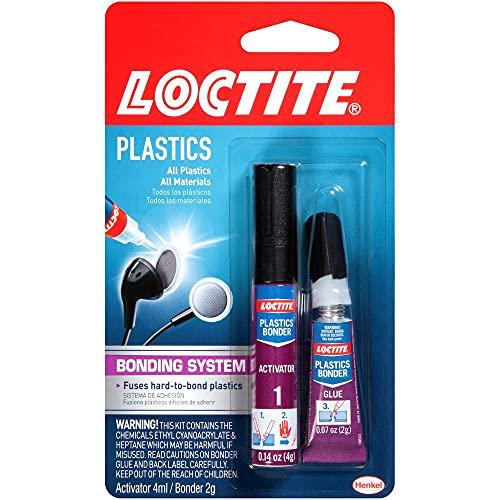 LOCTITE®
PLASTICS
All Plastics
All Materials
Todos los plásticos
Todos los materiales
BONDING SYSTEM
Fuses hard-to-bond plastics
SISTEMA DE ADHESIÓN
Fusiona plásticos difíciles de adherir
WARNING! THIS KIT CONTAINS THE
CHEMICALS ETHYL CYANOACRYLATE &
HEPTANE WHICH MAY BE HARMFUL IF
MISUSED. READ CAUTIONS ON BONDER
GLUE AND BACK LABEL CAREFULLY.
KEEP OUT OF THE REACH OF CHILDREN.
Activator 4ml / Bonder 2g
LOCTITE
PLASTICS
BONDER
ACTIVATOR
1
1.
2.
0.14 oz (4g)
WARNING!
LOCTITE
PLASTICS
BONDER
GLUE
3.
0.07 oz (2g)
Henkel